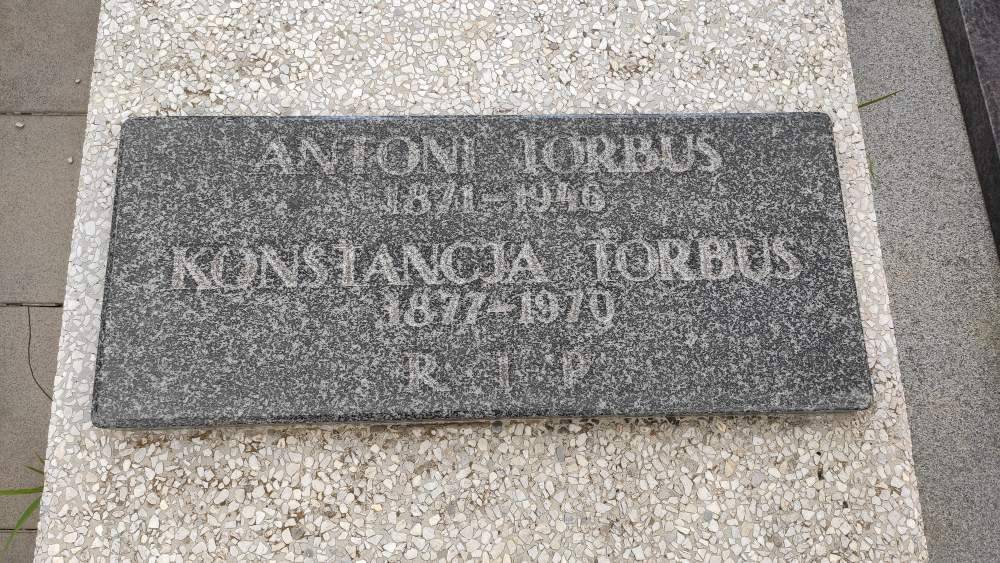 ANTONI TORBUS
1871-1946
KONSTANCJA TORBUS
1877-1970
R I P